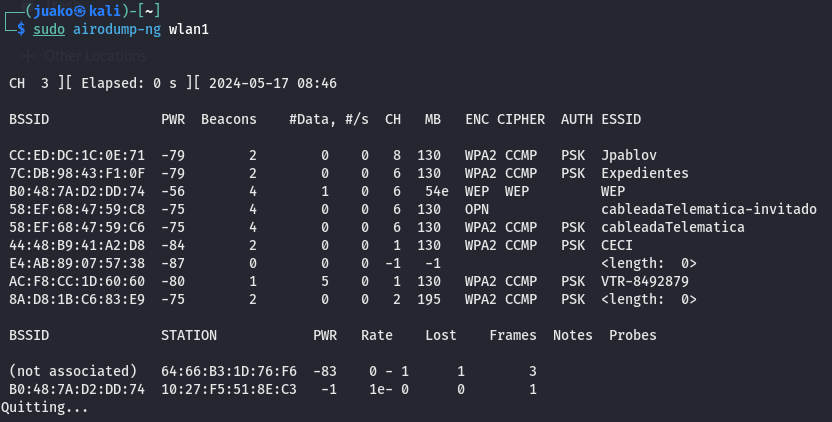 (juako㉿kali)-[~]
$ sudo airodump-ng wlan1
Other Locations
CH  3 ][ Elapsed: 0 s ][ 2024-05-17 08:46
BSSID              PWR  Beacons    #Data, #/s  CH   MB   ENC CIPHER  AUTH ESSID
CC:ED:DC:1C:0E:71  -79        2        0    0   8  130   WPA2 CCMP   PSK  Jpablov
7C:DB:98:43:F1:0F  -79        2        0    0   6  130   WPA2 CCMP   PSK  Expedientes
B0:48:7A:D2:DD:74  -56        4        1    0   6   54e  WEP  WEP         WEP
58:EF:68:47:59:C8  -75        4        0    0   6  130   OPN              cableadaTelematica-invitado
58:EF:68:47:59:C6  -75        4        0    0   6  130   WPA2 CCMP   PSK  cableadaTelematica
44:48:B9:41:A2:D8  -84        2        0    0   1  130   WPA2 CCMP   PSK  CECI
E4:AB:89:07:57:38  -87        0        0    0  -1   -1                    <length:  0>
AC:F8:CC:1D:60:60  -80        1        5    0   1  130   WPA2 CCMP   PSK  VTR-8492879
8A:D8:1B:C6:83:E9  -75        2        0    0   2  195   WPA2 CCMP   PSK  <length:  0>
BSSID              STATION            PWR   Rate    Lost    Frames  Notes  Probes
(not associated)   64:66:B3:1D:76:F6  -83    0 - 1      1        3
B0:48:7A:D2:DD:74  10:27:F5:51:8E:C3   -1    1e- 0      0        1
Quitting...